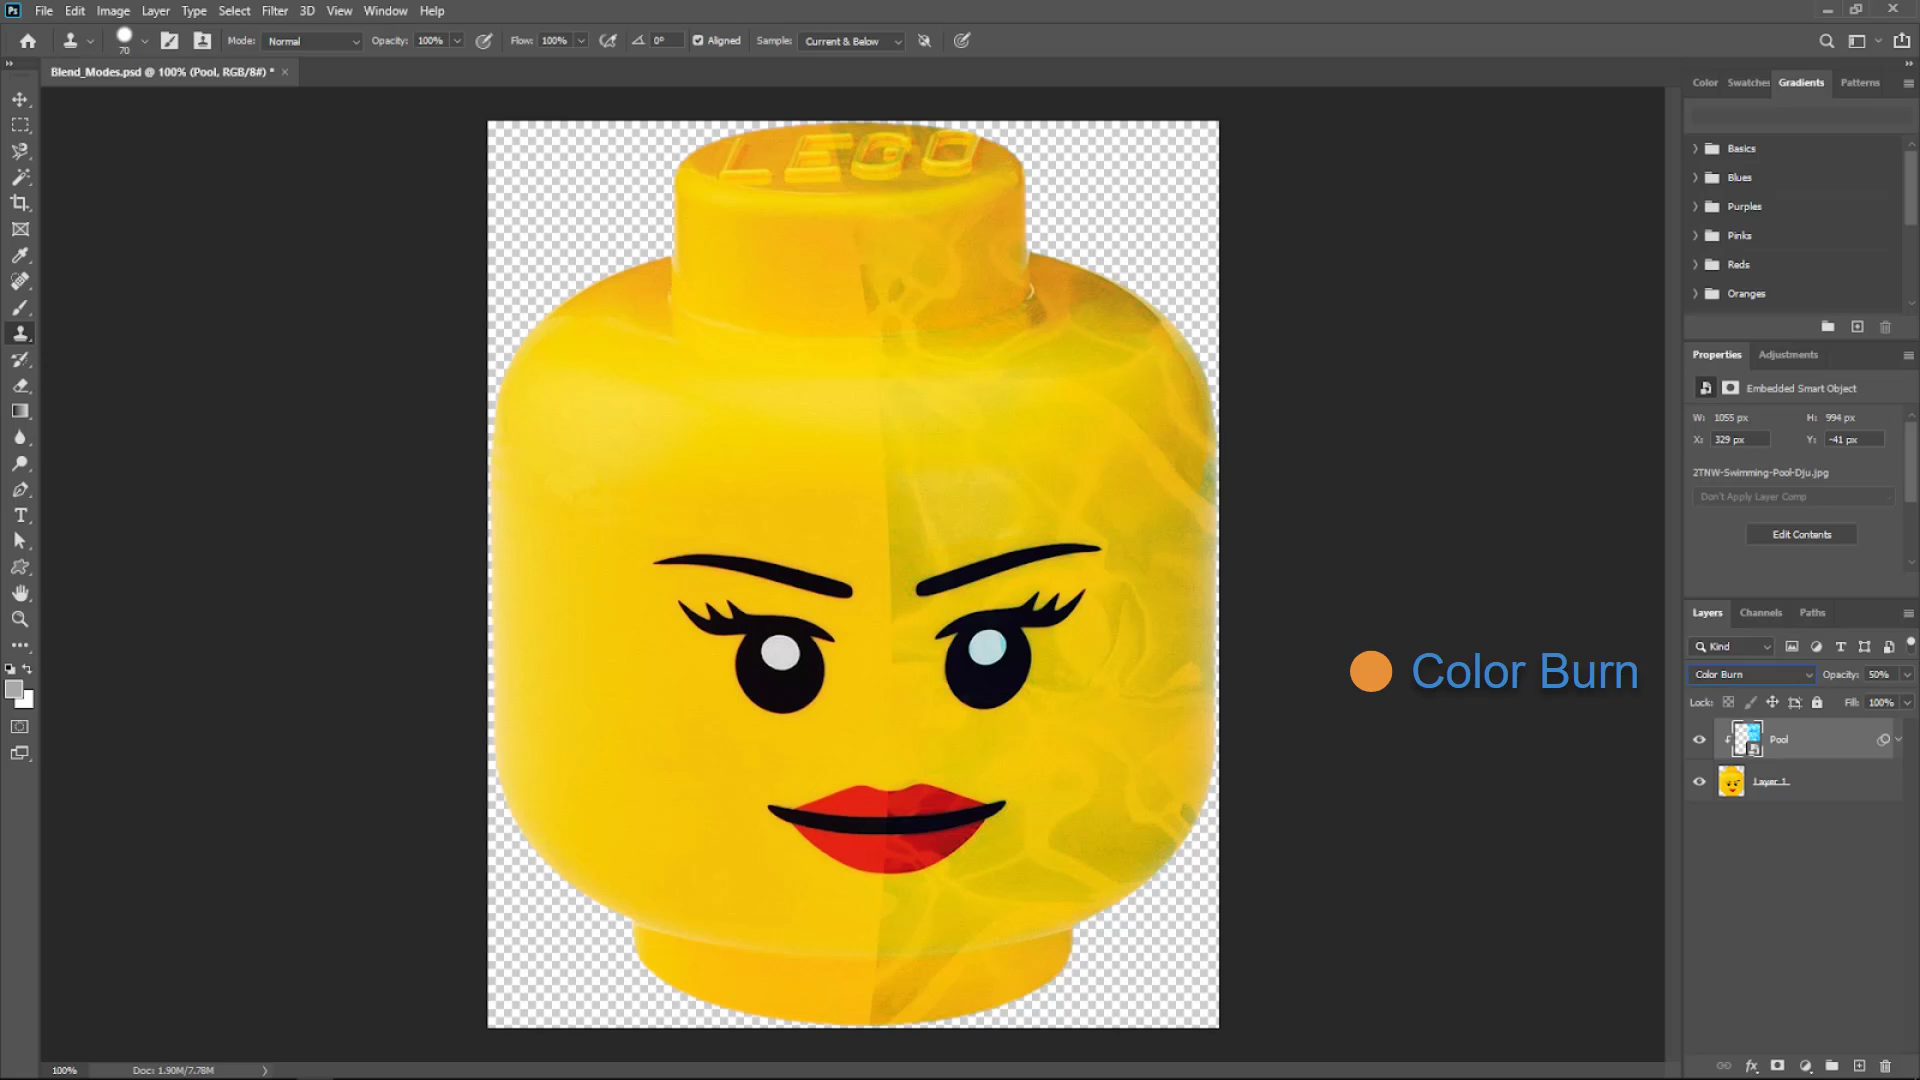 Ps File Edit Image Layer Type Select Filter 3D View Window Help
70 Mode: Normal Opacity: 100% Flow: 100% 0° Aligned Sample: Current & Below
Blend_Modes.psd @ 100% (Pool, RGB/8#) * ×
Color Swatches Gradients Patterns
Basics
Blues
Purples
Pinks
Reds
Oranges
Properties Adjustments
Embedded Smart Object
W: 1055 px H: 994 px
X: 329 px Y: -41 px
2TNW-Swimming-Pool-Dju.jpg
Don't Apply Layer Comp
Edit Contents
Layers Channels Paths
Kind
Color Burn Opacity: 50%
Lock: Fill: 100%
Pool
Layer 1
LEGO
Color Burn
100% Doc: 1.90M/7.78M